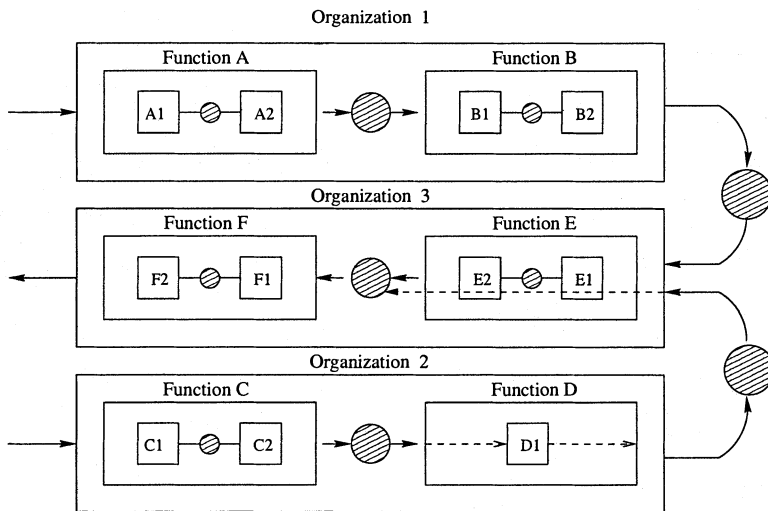 Organization 1
Function A
Function B
A1
A2
B1
B2
Organization 3
Function F
Function E
F2
F1
E2
E1
Organization 2
Function C
Function D
C1
C2
D1